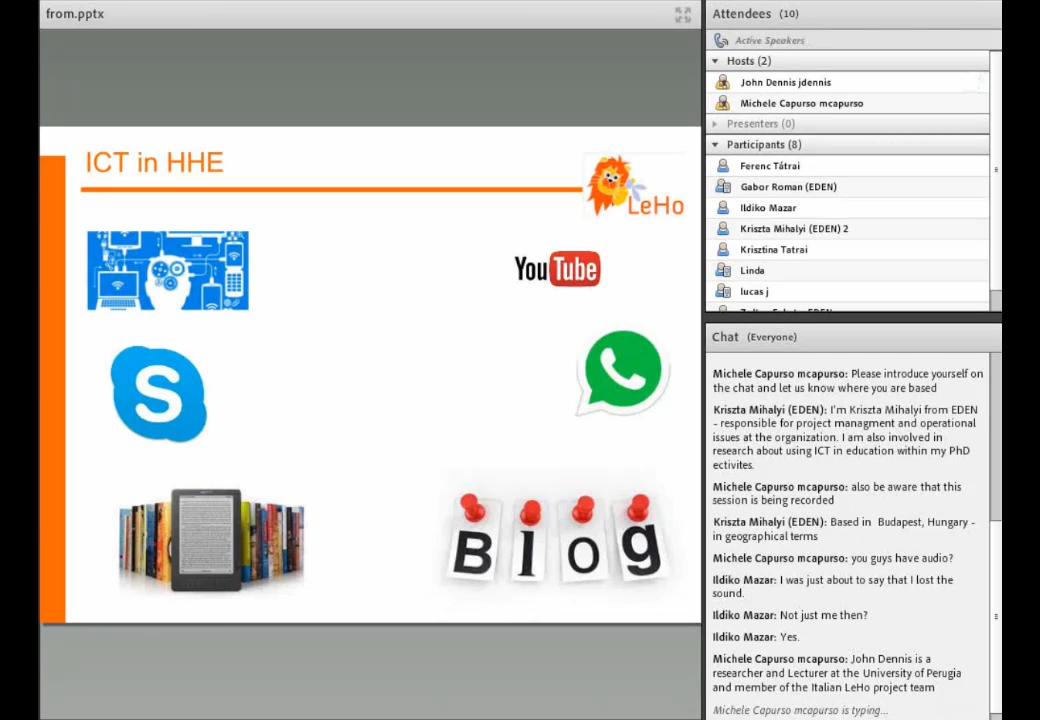 from.pptx
ICT in HHE
LeHo
YouTube
S
Blog
Attendees (10)
Active Speakers
Hosts (2)
John Dennis jdennis
Michele Capurso mcapurso
Presenters (0)
Participants (8)
Ferenc Tátrai
Gabor Roman (EDEN)
Ildiko Mazar
Kriszta Mihalyi (EDEN) 2
Krisztina Tatrai
Linda
lucas j
Chat (Everyone)
Michele Capurso mcapurso: Please introduce yourself on
the chat and let us know where you are based
Kriszta Mihalyi (EDEN): I'm Kriszta Mihalyi from EDEN
- responsible for project managment and operational
issues at the organization. I am also involved in
research about using ICT in education within my PhD
ectivites.
Michele Capurso mcapurso: also be aware that this
session is being recorded
Kriszta Mihalyi (EDEN): Based in Budapest, Hungary -
in geographical terms
Michele Capurso mcapurso: you guys have audio?
Ildiko Mazar: I was just about to say that I lost the
sound.
Ildiko Mazar: Not just me then?
Ildiko Mazar: Yes.
Michele Capurso mcapurso: John Dennis is a
researcher and Lecturer at the University of Perugia
and member of the Italian LeHo project team
Michele Capurso mcapurso is typing...